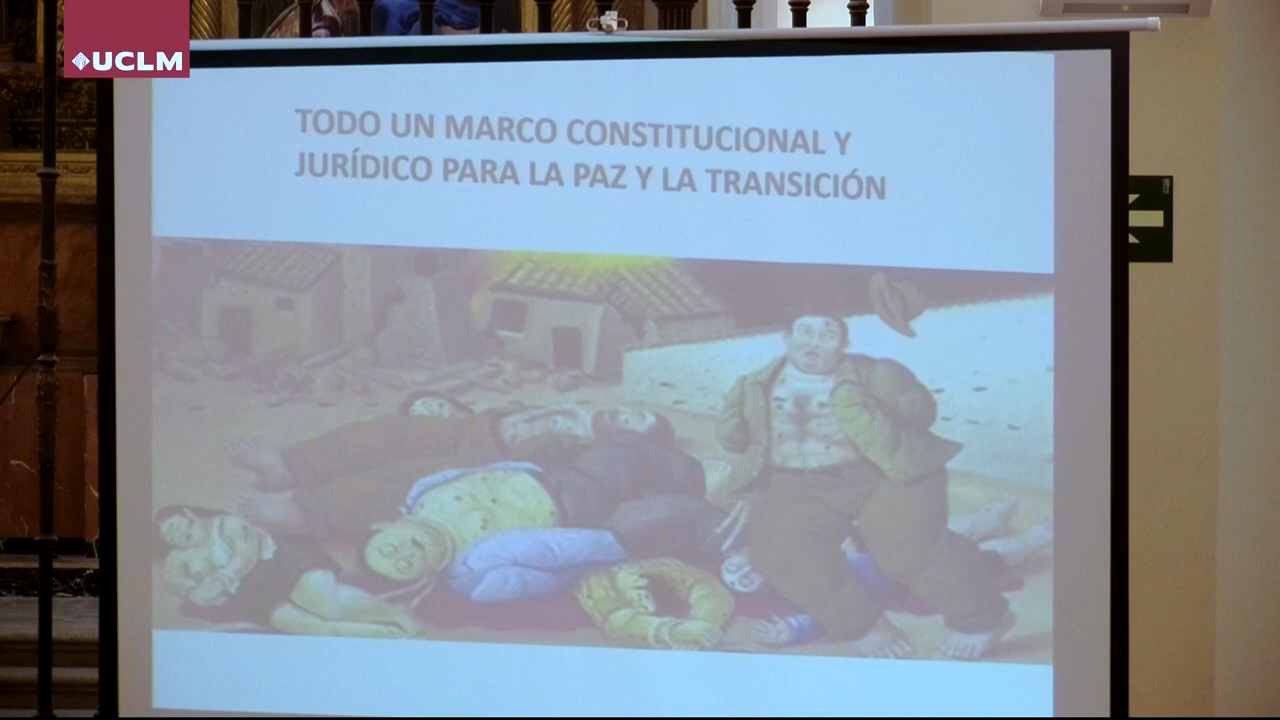 UCLM
TODO UN MARCO CONSTITUCIONAL Y
JURÍDICO PARA LA PAZ Y LA TRANSICIÓN